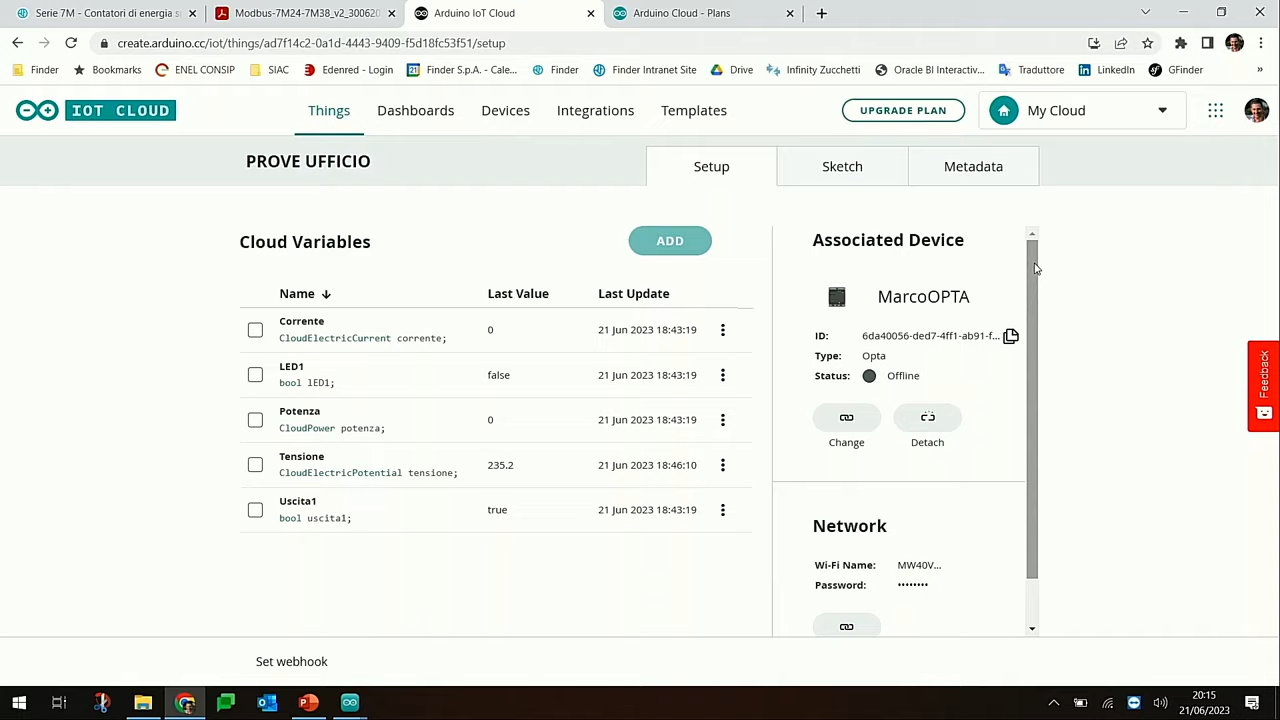 Serie 7M - Contatori di energia s
Modbus-7M24-7M38_v2_300620
Arduino IoT Cloud
Arduino Cloud - Plans
create.arduino.cc/iot/things/ad7f14c2-0a1d-4443-9409-f5d18fc53f51/setup
Finder
Bookmarks
ENEL CONSIP
SIAC
Edenred - Login
Finder S.p.A. - Cale...
Finder
Finder Intranet Site
Drive
Infinity Zucchetti
Oracle BI Interactiv...
Traduttore
LinkedIn
GFinder
»
IOT CLOUD
Things
Dashboards
Devices
Integrations
Templates
UPGRADE PLAN
My Cloud
PROVE UFFICIO
Setup
Sketch
Metadata
Cloud Variables
ADD
Name
Last Value
Last Update
Corrente
CloudElectricCurrent corrente;
0
21 Jun 2023 18:43:19
LED1
bool lED1;
false
21 Jun 2023 18:43:19
Potenza
CloudPower potenza;
0
21 Jun 2023 18:43:19
Tensione
CloudElectricPotential tensione;
235.2
21 Jun 2023 18:46:10
Uscita1
bool uscita1;
true
21 Jun 2023 18:43:19
Associated Device
MarcoOPTA
ID: 6da40056-ded7-4ff1-ab91-f...
Type: Opta
Status: Offline
Change
Detach
Network
Wi-Fi Name: MW40V...
Password: ••••••••
Feedback
Set webhook
20:15
21/06/2023